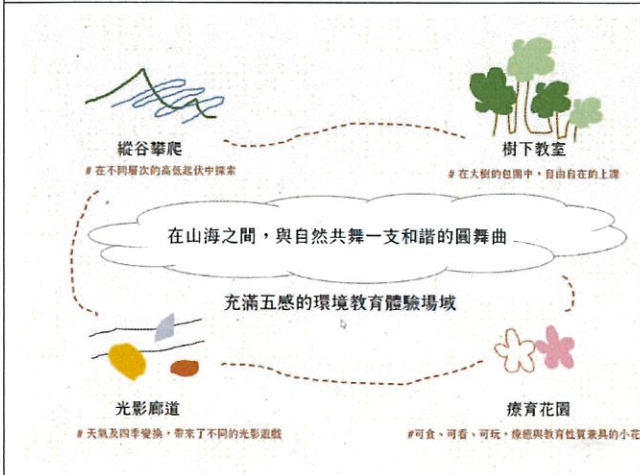 縱谷攀爬
# 在不同層次的高低起伏中探索
樹下教室
# 在大樹的包圍中，自由自在的上課
在山海之間，與自然共舞一支和諧的圓舞曲
充滿五感的環境教育體驗場域
光影廊道
# 天氣及四季變換，帶來了不同的光影遊戲
療育花園
#可食、可看、可玩，療癒與教育性質兼具的小花